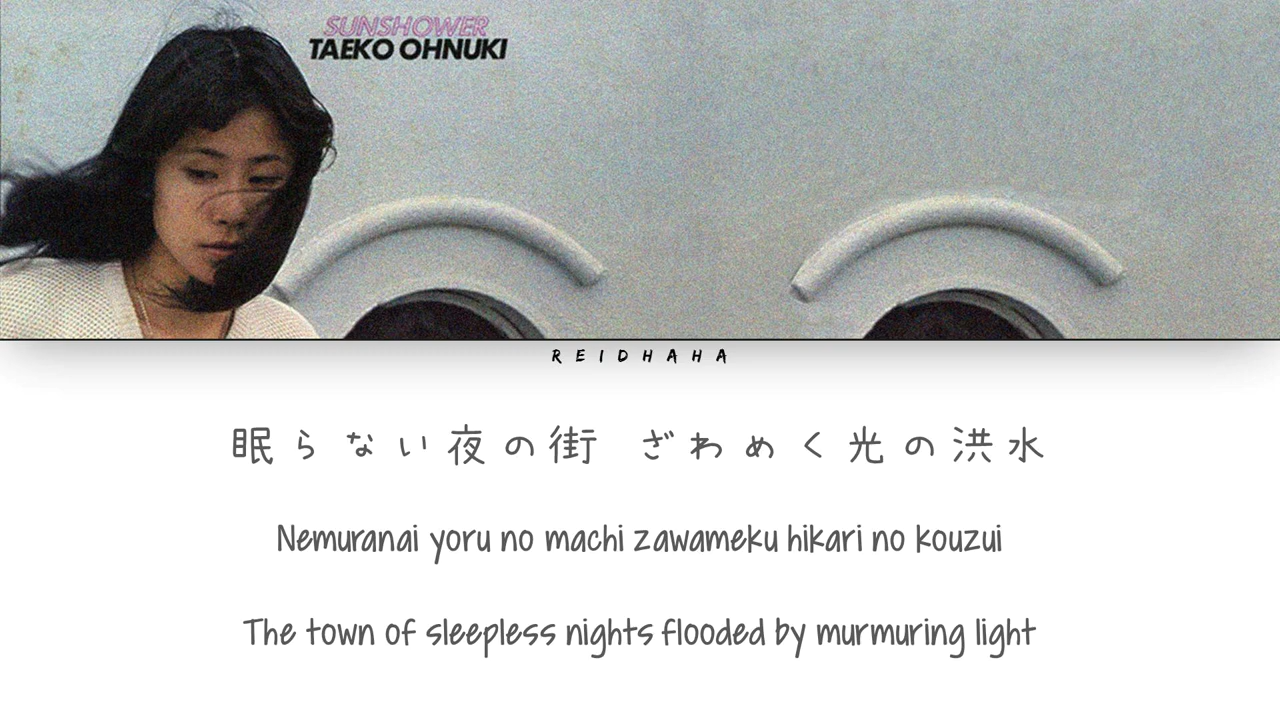 SUNSHOWER
TAEKO OHNUKI
REIDHAHA
眠らない夜の街 ざわめく光の洪水
Nemuranai yoru no machi zawameku hikari no kouzui
The town of sleepless nights flooded by murmuring light